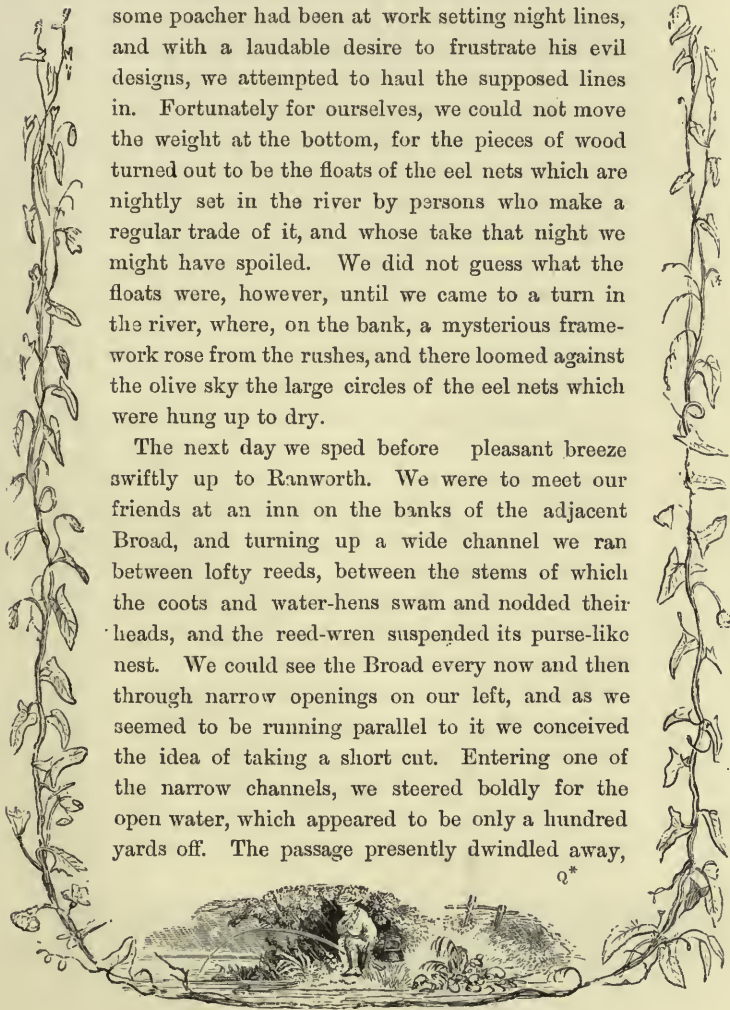 some poacher had been at work setting night lines,
and with a laudable desire to frustrate his evil
designs, we attempted to haul the supposed lines
in. Fortunately for ourselves, we could not move
the weight at the bottom, for the pieces of wood
turned out to be the floats of the eel nets which are
nightly set in the river by persons who make a
regular trade of it, and whose take that night we
might have spoiled. We did not guess what the
floats were, however, until we came to a turn in
the river, where, on the bank, a mysterious frame-
work rose from the rushes, and there loomed against
the olive sky the large circles of the eel nets which
were hung up to dry.
The next day we sped before pleasant breeze
swiftly up to Ranworth. We were to meet our
friends at an inn on the banks of the adjacent
Broad, and turning up a wide channel we ran
between lofty reeds, between the stems of which
the coots and water-hens swam and nodded their
heads, and the reed-wren suspended its purse-like
nest. We could see the Broad every now and then
through narrow openings on our left, and as we
seemed to be running parallel to it we conceived
the idea of taking a short cut. Entering one of
the narrow channels, we steered boldly for the
open water, which appeared to be only a hundred
yards off. The passage presently dwindled away,
Q*